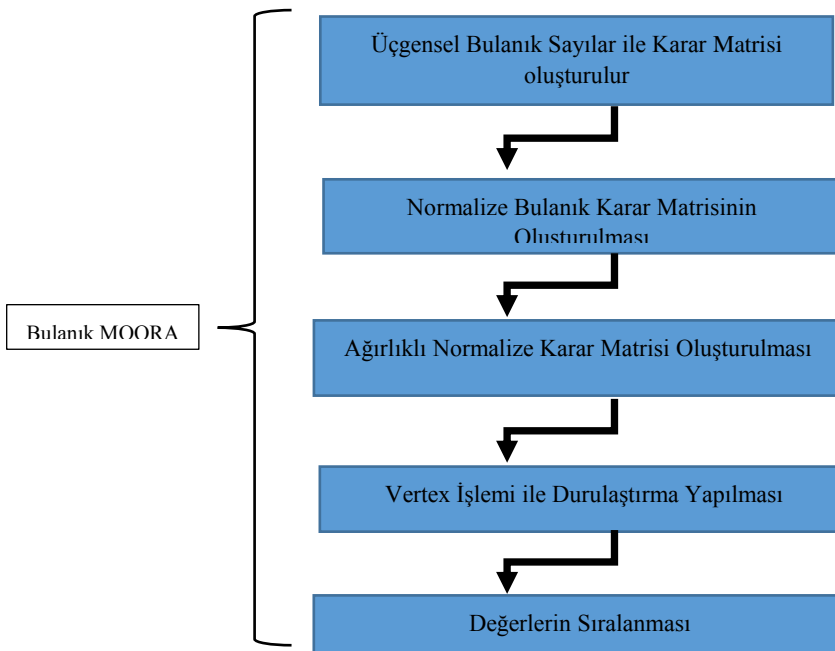 Üçgensel Bulanık Sayılar ile Karar Matrisi
oluşturulur
Normalize Bulanık Karar Matrisinin
Oluşturulması
Bulanık MOORA
Ağırlıklı Normalize Karar Matrisi Oluşturulması
Vertex İşlemi ile Durulaştırma Yapılması
Değerlerin Sıralanması